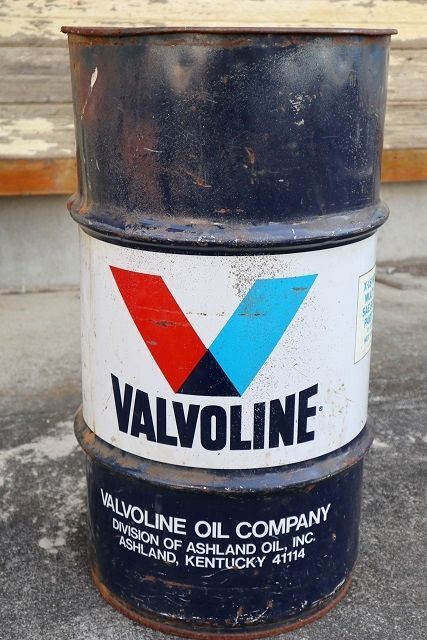 VALVOLINE®
VALVOLINE OIL COMPANY
DIVISION OF ASHLAND OIL, INC.
ASHLAND, KENTUCKY 41114